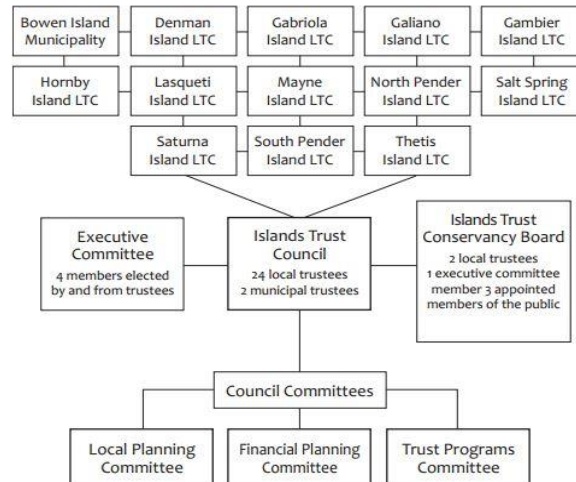 Bowen Island
Municipality
Denman
Island LTC
Gabriola
Island LTC
Galiano
Island LTC
Gambier
Island LTC
Hornby
Island LTC
Lasqueti
Island LTC
Mayne
Island LTC
North Pender
Island LTC
Salt Spring
Island LTC
Saturna
Island LTC
South Pender
Island LTC
Thetis
Island LTC
Executive
Committee
4 members elected
by and from trustees
Islands Trust
Council
24 local trustees
2 municipal trustees
Islands Trust
Conservancy Board
2 local trustees
1 executive committee
member 3 appointed
members of the public
Council Committees
Local Planning
Committee
Financial Planning
Committee
Trust Programs
Committee